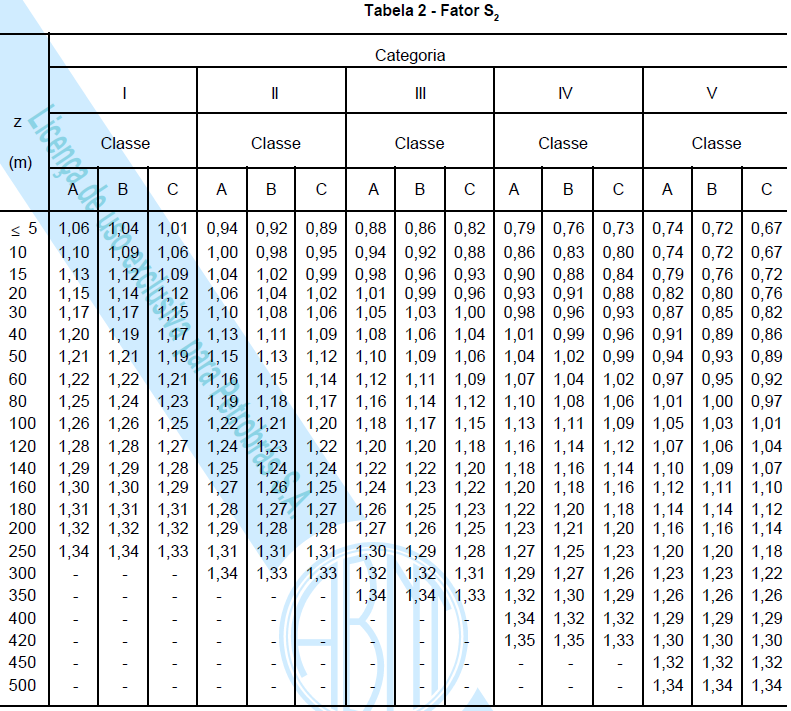 Tabela 2 - Fator S2
Categoria
I II III IV V
z
Classe Classe Classe Classe Classe
(m)
A B C A B C A B C A B C A B C
≤ 5 1,06 1,04 1,01 0,94 0,92 0,89 0,88 0,86 0,82 0,79 0,76 0,73 0,74 0,72 0,67
10 1,10 1,09 1,06 1,00 0,98 0,95 0,94 0,92 0,88 0,86 0,83 0,80 0,74 0,72 0,67
15 1,13 1,12 1,09 1,04 1,02 0,99 0,98 0,96 0,93 0,90 0,88 0,84 0,79 0,76 0,72
20 1,15 1,14 1,12 1,06 1,04 1,02 1,01 0,99 0,96 0,93 0,91 0,88 0,82 0,80 0,76
30 1,17 1,17 1,15 1,10 1,08 1,06 1,05 1,03 1,00 0,98 0,96 0,93 0,87 0,85 0,82
40 1,20 1,19 1,17 1,13 1,11 1,09 1,08 1,06 1,04 1,01 0,99 0,96 0,91 0,89 0,86
50 1,21 1,21 1,19 1,15 1,13 1,12 1,10 1,09 1,06 1,04 1,02 0,99 0,94 0,93 0,89
60 1,22 1,22 1,21 1,16 1,15 1,14 1,12 1,11 1,09 1,07 1,04 1,02 0,97 0,95 0,92
80 1,25 1,24 1,23 1,19 1,18 1,17 1,16 1,14 1,12 1,10 1,08 1,06 1,01 1,00 0,97
100 1,26 1,26 1,25 1,22 1,21 1,20 1,18 1,17 1,15 1,13 1,11 1,09 1,05 1,03 1,01
120 1,28 1,28 1,27 1,24 1,23 1,22 1,20 1,20 1,18 1,16 1,14 1,12 1,07 1,06 1,04
140 1,29 1,29 1,28 1,25 1,24 1,24 1,22 1,22 1,20 1,18 1,16 1,14 1,10 1,09 1,07
160 1,30 1,30 1,29 1,27 1,26 1,25 1,24 1,23 1,22 1,20 1,18 1,16 1,12 1,11 1,10
180 1,31 1,31 1,31 1,28 1,27 1,27 1,26 1,25 1,23 1,22 1,20 1,18 1,14 1,14 1,12
200 1,32 1,32 1,32 1,29 1,28 1,28 1,27 1,26 1,25 1,23 1,21 1,20 1,16 1,16 1,14
250 1,34 1,34 1,33 1,31 1,31 1,31 1,30 1,29 1,28 1,27 1,25 1,23 1,20 1,20 1,18
300 - - - 1,34 1,33 1,33 1,32 1,32 1,31 1,29 1,27 1,26 1,23 1,23 1,22
350 - - - - - - 1,34 1,34 1,33 1,32 1,30 1,29 1,26 1,26 1,26
400 - - - - - - - - - 1,34 1,32 1,32 1,29 1,29 1,29
420 - - - - - - - - - 1,35 1,35 1,33 1,30 1,30 1,30
450 - - - - - - - - - - - - 1,32 1,32 1,32
500 - - - - - - - - - - - - 1,34 1,34 1,34
Licença de uso exclusiva para Petrobrás S.A.
ABNT